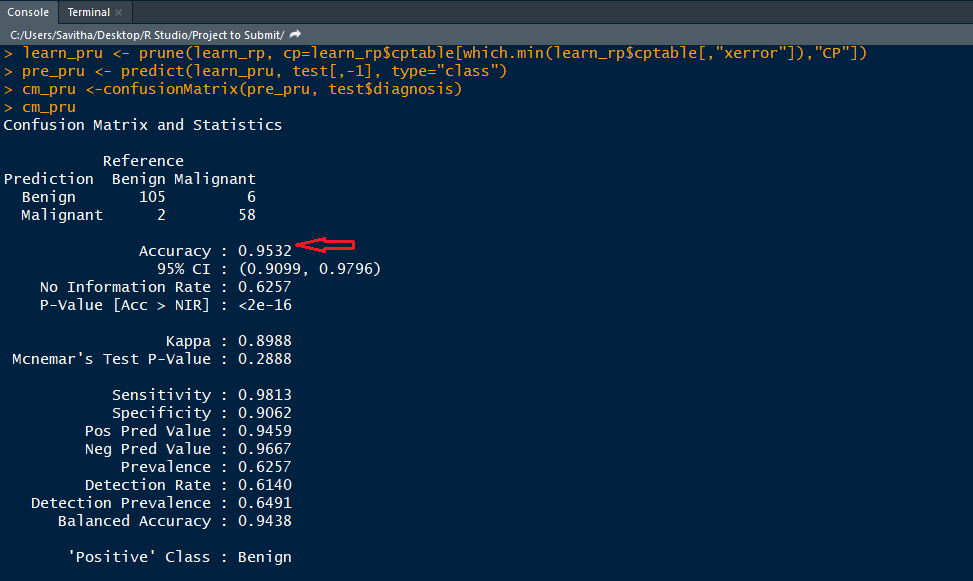 Console Terminal ×
C:/Users/Savitha/Desktop/R Studio/Project to Submit/
> learn_pru <- prune(learn_rp, cp=learn_rp$cptable[which.min(learn_rp$cptable[,"xerror"]),"CP"])
> pre_pru <- predict(learn_pru, test[,-1], type="class")
> cm_pru <-confusionMatrix(pre_pru, test$diagnosis)
> cm_pru
Confusion Matrix and Statistics
Reference
Prediction Benign Malignant
Benign 105 6
Malignant 2 58
Accuracy : 0.9532
95% CI : (0.9099, 0.9796)
No Information Rate : 0.6257
P-Value [Acc > NIR] : <2e-16
Kappa : 0.8988
Mcnemar's Test P-Value : 0.2888
Sensitivity : 0.9813
Specificity : 0.9062
Pos Pred Value : 0.9459
Neg Pred Value : 0.9667
Prevalence : 0.6257
Detection Rate : 0.6140
Detection Prevalence : 0.6491
Balanced Accuracy : 0.9438
'Positive' Class : Benign